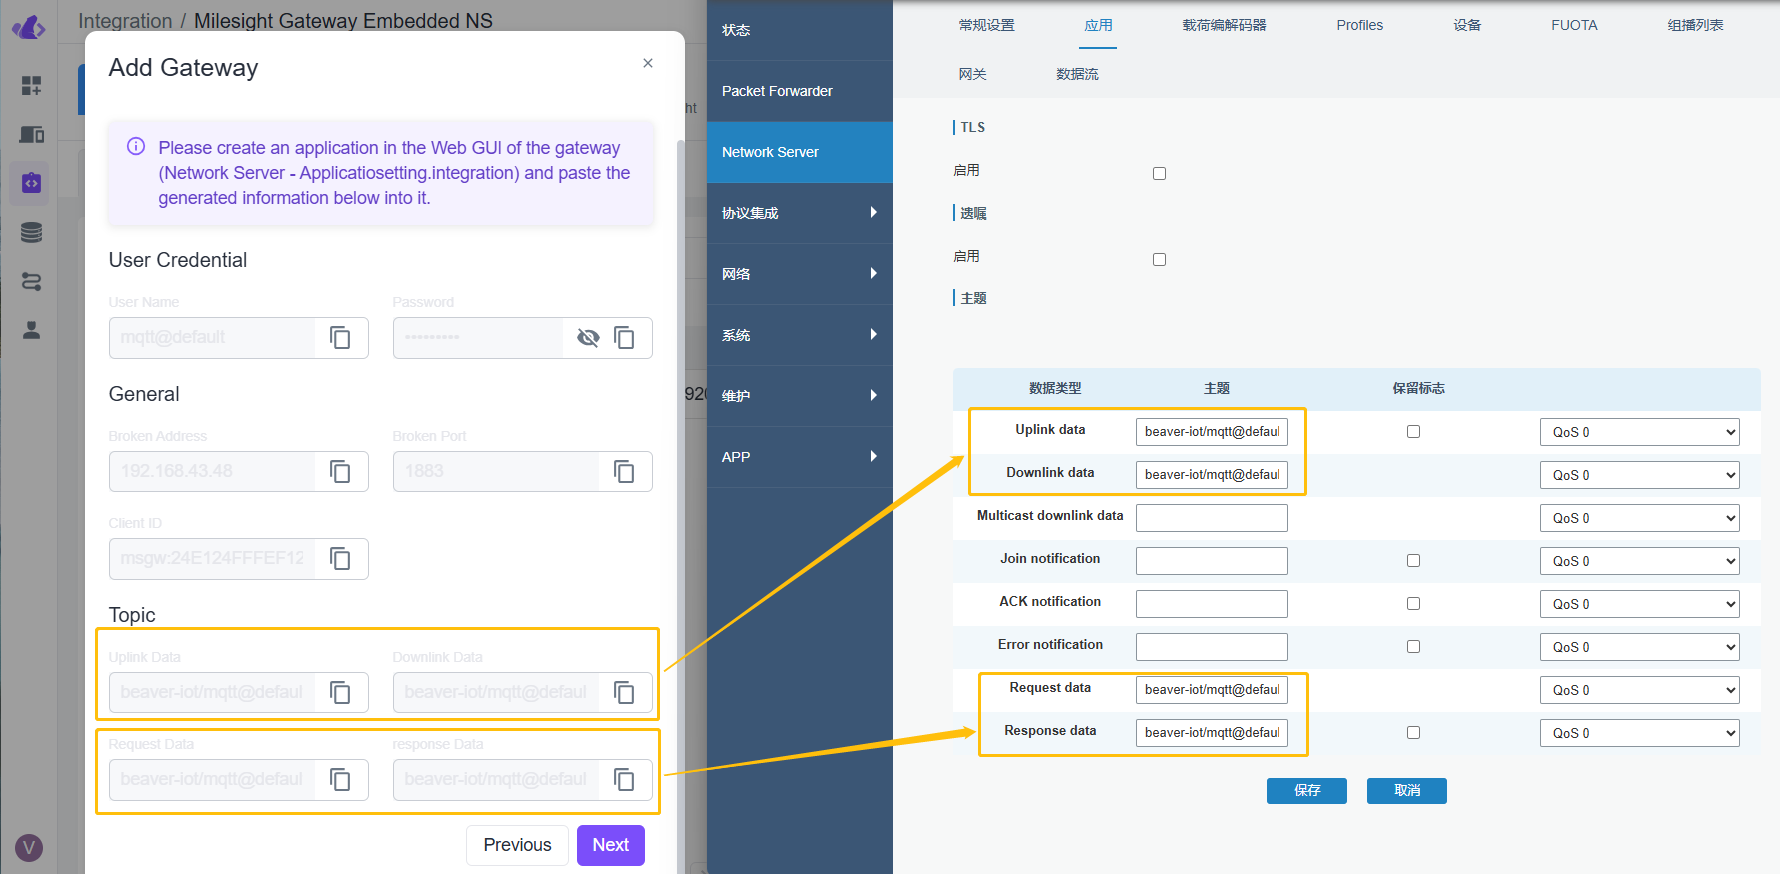 Integration / Milesight Gateway Embedded NS
Add Gateway
×
Please create an application in the Web GUI of the gateway
(Network Server - Applicatiosetting.integration) and paste the
generated information below into it.
User Credential
User Name
Password
mqtt@default
•••••••••
General
Broken Address
Broken Port
192.168.43.48
1883
Client ID
msgw:24E124FFFEF12
Topic
Uplink Data
Downlink Data
beaver-iot/mqtt@defaul
beaver-iot/mqtt@defaul
Request Data
response Data
beaver-iot/mqtt@defaul
beaver-iot/mqtt@defaul
Previous
Next
V
ht
920
状态
Packet Forwarder
Network Server
协议集成
网络
系统
维护
APP
常规设置
应用
载荷编解码器
Profiles
设备
FUOTA
组播列表
网关
数据流
TLS
启用
遗嘱
启用
主题
数据类型
主题
保留标志
Uplink data
beaver-iot/mqtt@defaul
QoS 0
Downlink data
beaver-iot/mqtt@defaul
QoS 0
Multicast downlink data
QoS 0
Join notification
QoS 0
ACK notification
QoS 0
Error notification
QoS 0
Request data
beaver-iot/mqtt@defaul
QoS 0
Response data
beaver-iot/mqtt@defaul
QoS 0
保存
取消